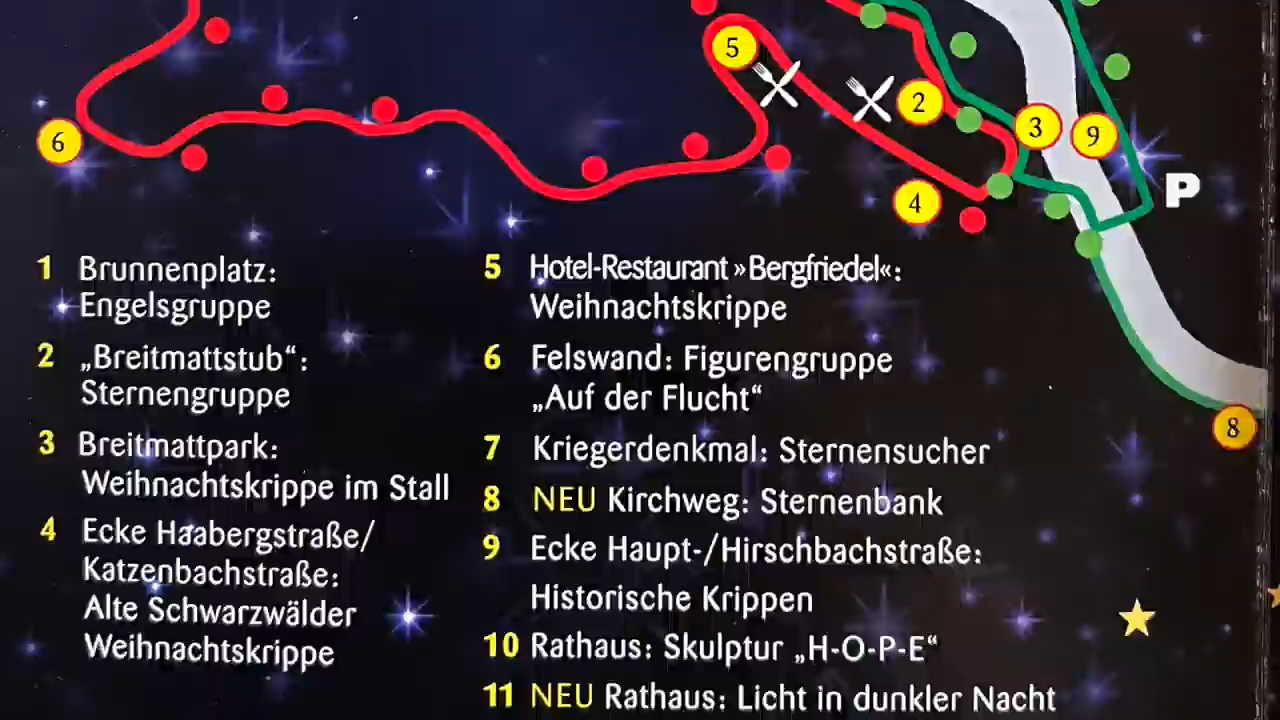 5
2
3
9
6
4
P
8
1 Brunnenplatz:
Engelsgruppe
2 „Breitmattstub“:
Sternengruppe
3 Breitmattpark:
Weihnachtskrippe im Stall
4 Ecke Haabergstraße/
Katzenbachstraße:
Alte Schwarzwälder
Weihnachtskrippe
5 Hotel-Restaurant »Bergfriedel«:
Weihnachtskrippe
6 Felswand: Figurengruppe
„Auf der Flucht“
7 Kriegerdenkmal: Sternensucher
8 NEU Kirchweg: Sternenbank
9 Ecke Haupt-/Hirschbachstraße:
Historische Krippen
10 Rathaus: Skulptur „H-O-P-E“
11 NEU Rathaus: Licht in dunkler Nacht